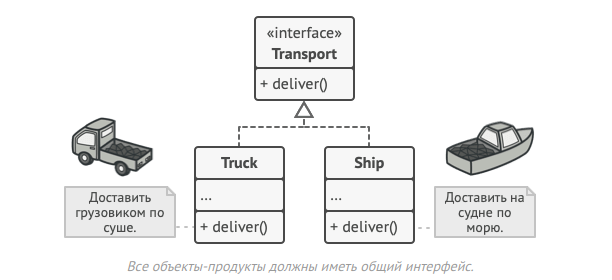 «interface»
Transport
+ deliver()
Truck
...
+ deliver()
Ship
...
+ deliver()
Доставить
грузовиком по
суше.
Доставить на
судне по
морю.
Все объекты-продукты должны иметь общий интерфейс.